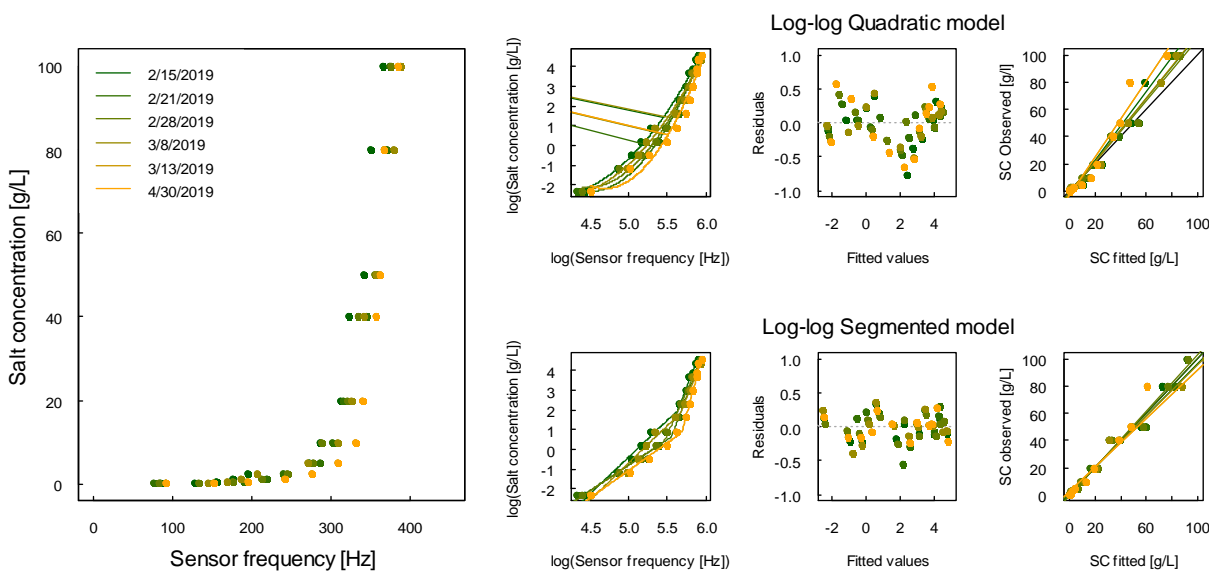 Salt concentration [g/L]
100
80
60
40
20
0
2/15/2019
2/21/2019
2/28/2019
3/8/2019
3/13/2019
4/30/2019
0 100 200 300 400
Sensor frequency [Hz]
Log-log Quadratic model
log(Salt concentration [g/L])
4
3
2
1
0
-1
-2
4.5 5.0 5.5 6.0
log(Sensor frequency [Hz])
Residuals
1.0
0.5
0.0
-0.5
-1.0
-2 0 2 4
Fitted values
SC Observed [g/l]
100
80
60
40
20
0
0 20 40 60 80 100
SC fitted [g/L]
Log-log Segmented model
log(Salt concentration [g/L])
4
3
2
1
0
-1
-2
4.5 5.0 5.5 6.0
log(Sensor frequency [Hz])
Residuals
1.0
0.5
0.0
-0.5
-1.0
-2 0 2 4
Fitted values
SC observed [g/L]
100
80
60
40
20
0
0 20 40 60 80 100
SC fitted [g/L]